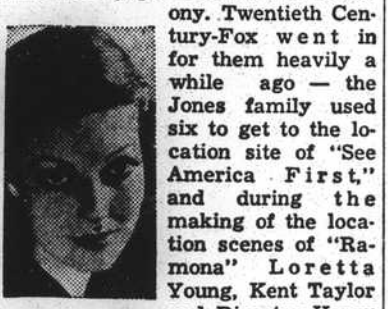 ony. Twentieth Cen-
tury-Fox went in
for them heavily a
while ago — the
Jones family used
six to get to the lo-
cation site of "See
America First,"
and during the
making of the loca-
tion scenes of "Ra-
mona" Loretta
Young, Kent Taylor